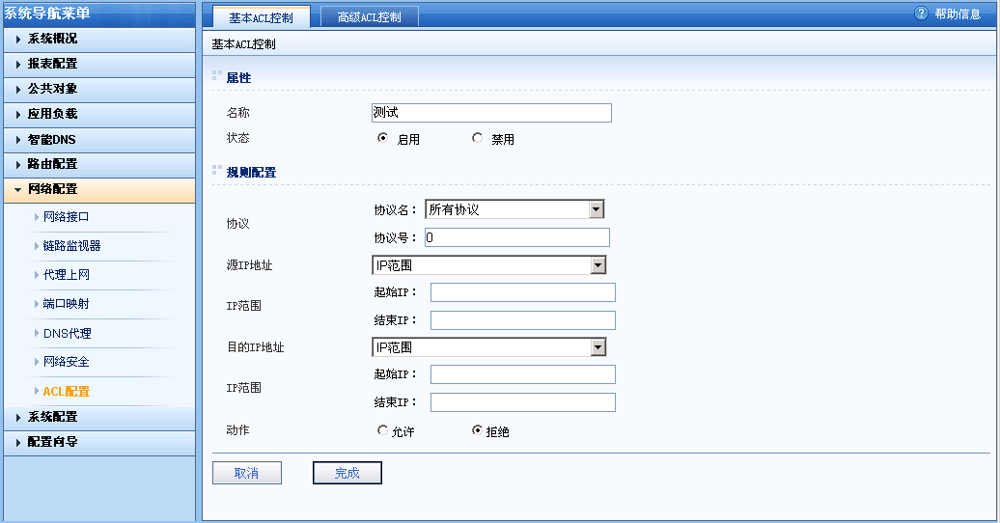 系统导航菜单
系统概况
报表配置
公共对象
应用负载
智能DNS
路由配置
网络配置
网络接口
链路监视器
代理上网
端口映射
DNS代理
网络安全
ACL配置
系统配置
配置向导
基本ACL控制 高级ACL控制 ? 帮助信息
基本ACL控制
属性
名称 测试
状态 启用 禁用
规则配置
协议 协议名： 所有协议
协议号： 0
源IP地址 IP范围
IP范围 起始IP：
结束IP：
目的IP地址 IP范围
IP范围 起始IP：
结束IP：
动作 允许 拒绝
取消 完成